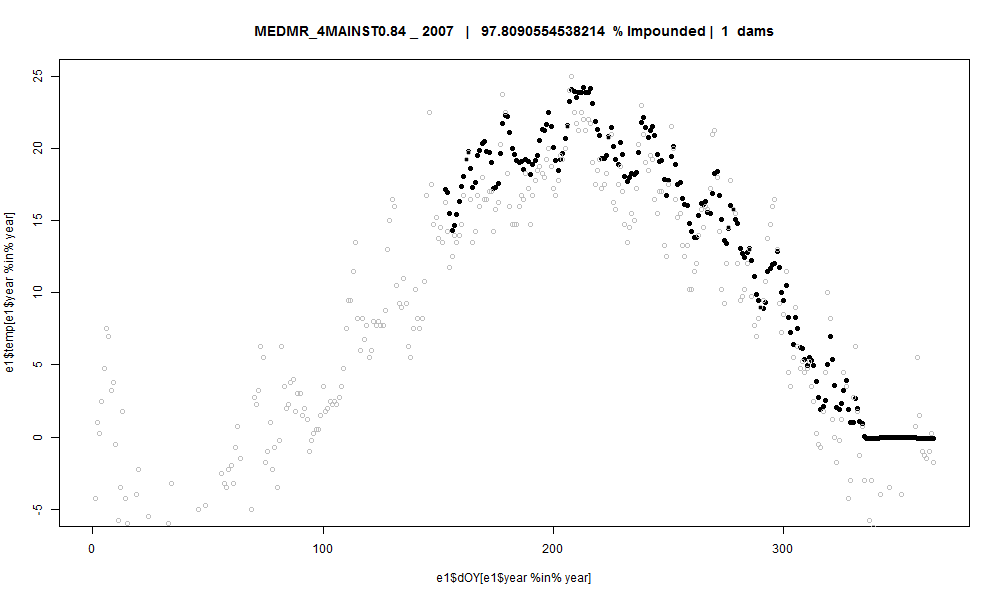 MEDMR_4MAINST0.84 _ 2007 | 97.8090554538214 % Impounded | 1 dams
25
20
15
10
5
0
-5
e1$temp[e1$year %in% year]
0 100 200 300
e1$dOY[e1$year %in% year]